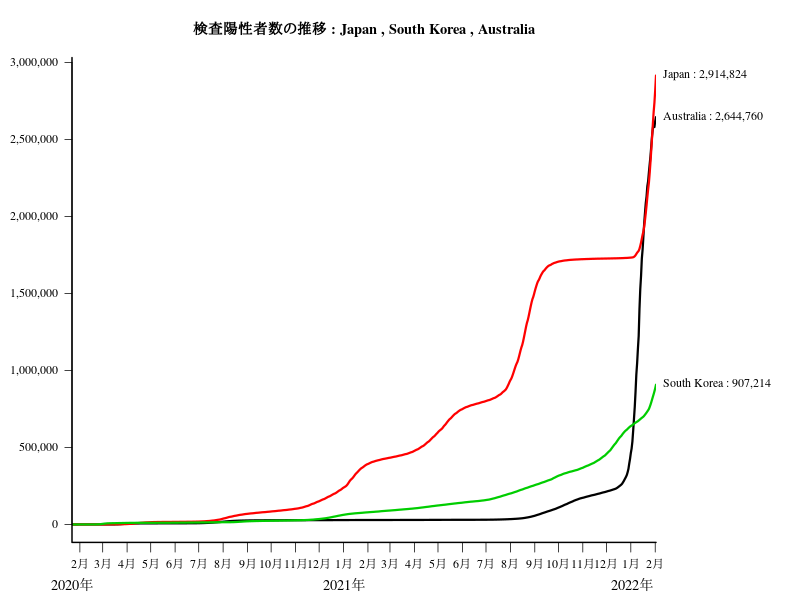 検査陽性者数の推移 : Japan , South Korea , Australia
3,000,000
Japan : 2,914,824
Australia : 2,644,760
2,500,000
2,000,000
1,500,000
1,000,000
South Korea : 907,214
500,000
0
2月 3月 4月 5月 6月 7月 8月 9月 10月 11月 12月 1月 2月 3月 4月 5月 6月 7月 8月 9月 10月 11月 12月 1月 2月
2020年 2021年 2022年